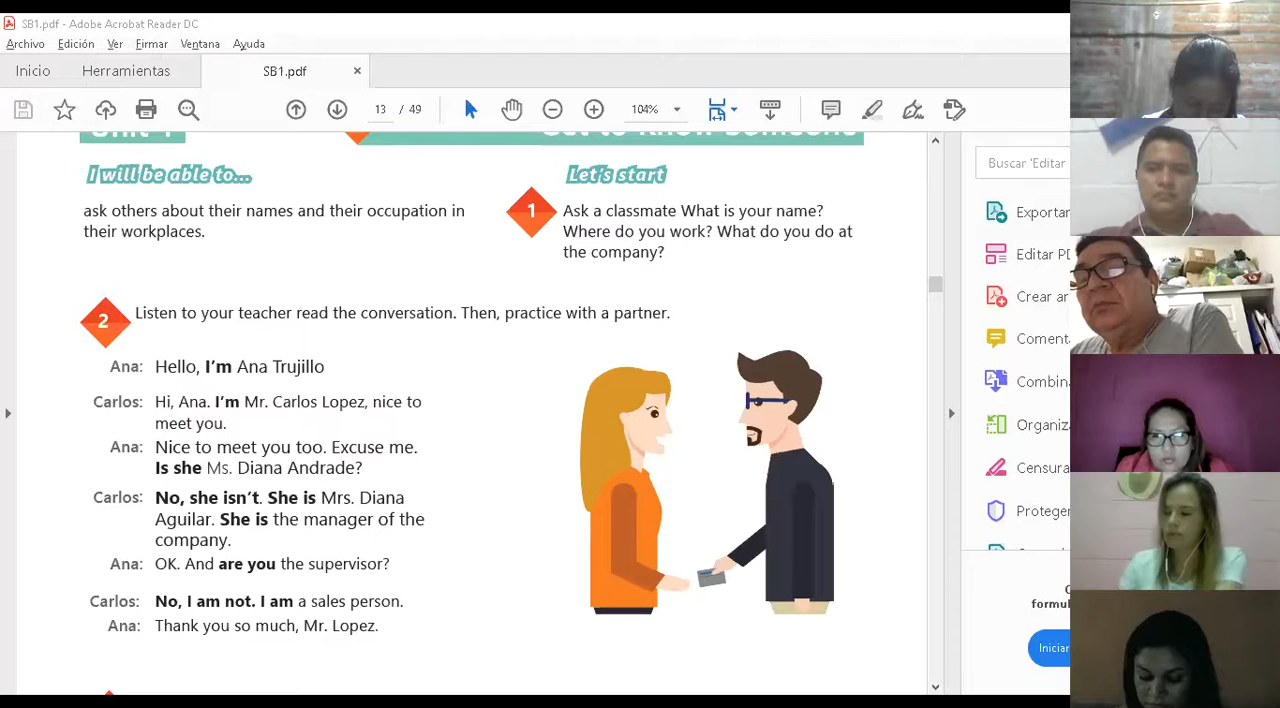 SB1.pdf - Adobe Acrobat Reader DC
Archivo Edición Ver Firmar Ventana Ayuda
Inicio Herramientas SB1.pdf ×
13 / 49 104%
Get to know someone
I will be able to...
Let's start
ask others about their names and their occupation in
their workplaces.
1
Ask a classmate What is your name?
Where do you work? What do you do at
the company?
2
Listen to your teacher read the conversation. Then, practice with a partner.
Ana: Hello, I'm Ana Trujillo
Carlos: Hi, Ana. I'm Mr. Carlos Lopez, nice to
meet you.
Ana: Nice to meet you too. Excuse me.
Is she Ms. Diana Andrade?
Carlos: No, she isn't. She is Mrs. Diana
Aguilar. She is the manager of the
company.
Ana: OK. And are you the supervisor?
Carlos: No, I am not. I am a sales person.
Ana: Thank you so much, Mr. Lopez.
Buscar 'Editar
Exportar
Editar PD
Crear ar
Coment
Combina
Organiza
Censura
Proteger
formul
Iniciar